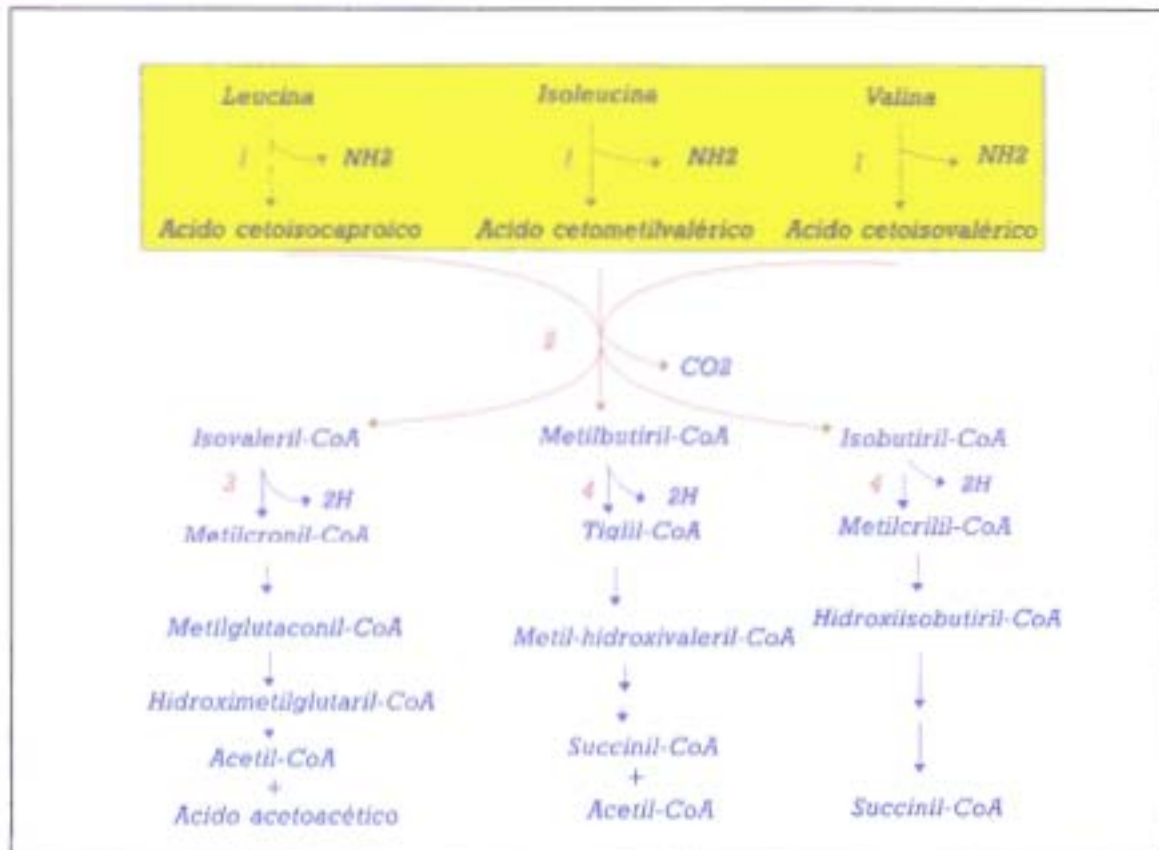 Leucina Isoleucina Valina
1 NH2 1 NH2 1 NH2
Acido cetoisocaproico Acido cetometilvalérico Acido cetoisovalérico
2
CO2
Isovaleril-CoA Metilbutiril-CoA Isobutiril-CoA
3 2H 4 2H 4 2H
Metilcronil-CoA Tiglil-CoA Metilcrilil-CoA
Metilglutaconil-CoA Metil-hidroxivaleril-CoA Hidroxiisobutiril-CoA
Hidroximetilglutaril-CoA
Acetil-CoA Succinil-CoA
+ +
Acido acetoacético Acetil-CoA Succinil-CoA